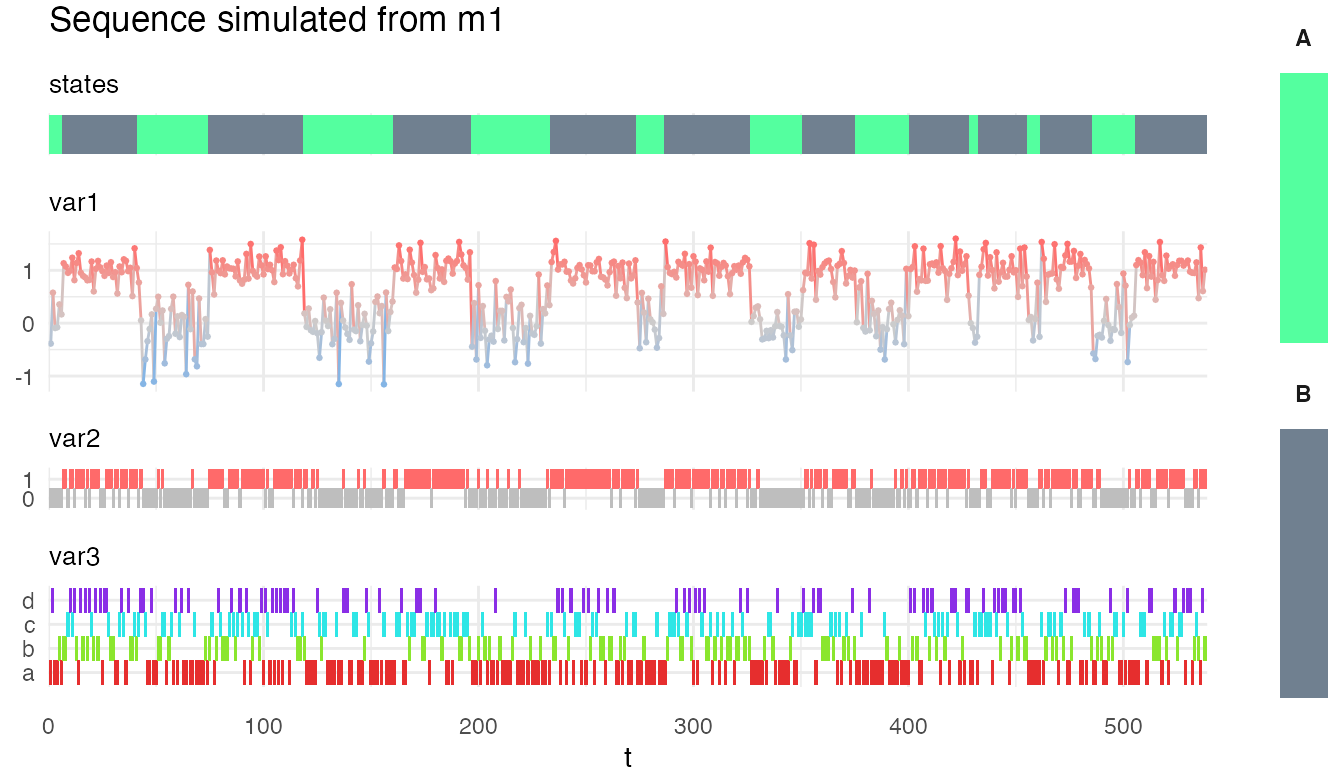 Sequence simulated from m1
states
A
var1
1
0
-1
B
var2
1
0
var3
d
c
b
a
0 100 200 300 400 500
t